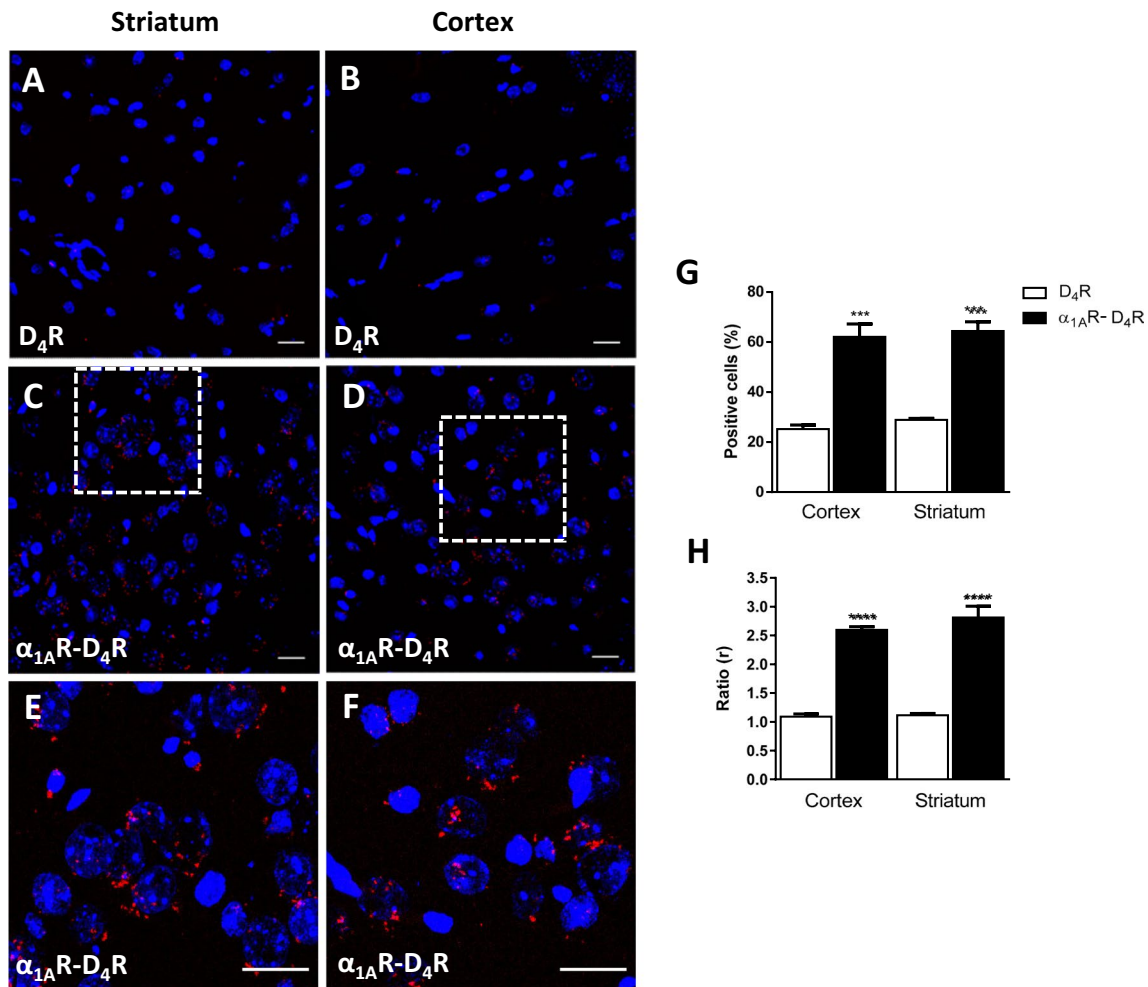 Striatum
Cortex
A
B
D₄R
D₄R
C
D
α₁ₐR-D₄R
α₁ₐR-D₄R
E
F
α₁ₐR-D₄R
α₁ₐR-D₄R
G
D₄R
α₁ₐR- D₄R
Positive cells (%)
80
60
40
20
0
***
***
Cortex
Striatum
H
Ratio (r)
3.5
3.0
2.5
2.0
1.5
1.0
0.5
0.0
****
****
Cortex
Striatum